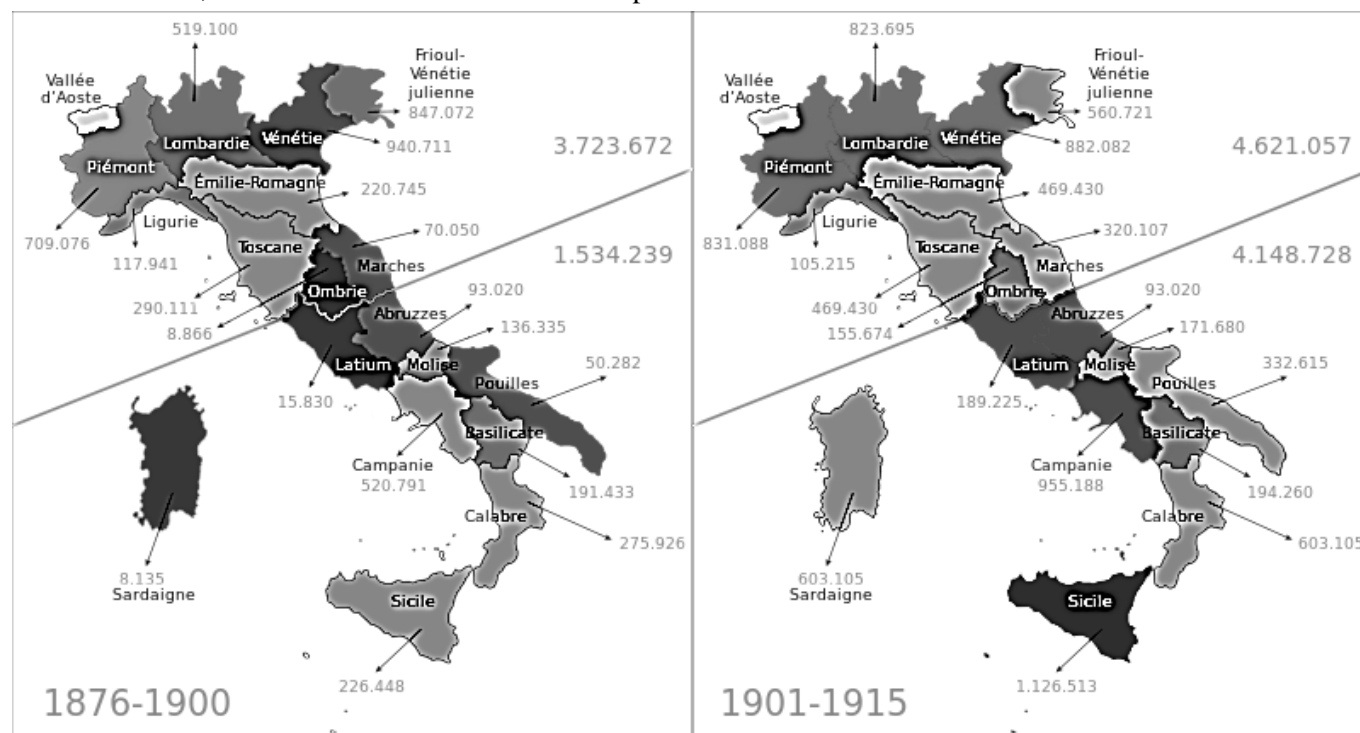 519.100
Frioul-
Vénétie
julienne
847.072
Vallée
d'Aoste
Lombardie
Vénétie
940.711
3.723.672
Piémont
Émilie-Romagne
220.745
Ligurie
709.076
117.941
Toscane
70.050
1.534.239
Marches
290.111
8.866
Ombrie
93.020
Abruzzes
136.335
Latium
Molise
50.282
Pouilles
15.830
Basilicate
Campanie
520.791
191.433
275.926
Calabre
8.135
Sardaigne
Sicile
226.448
1876-1900
823.695
Frioul-
Vénétie
julienne
560.721
Vallée
d'Aoste
Lombardie
Vénétie
882.082
4.621.057
Piémont
Émilie-Romagne
469.430
Ligurie
831.088
105.215
Toscane
320.107
4.148.728
Marches
469.430
155.674
Ombrie
93.020
Abruzzes
171.680
Latium
Molise
332.615
Pouilles
189.225
Basilicate
Campanie
955.188
194.260
Calabre
603.105
603.105
Sardaigne
Sicile
1.126.513
1901-1915